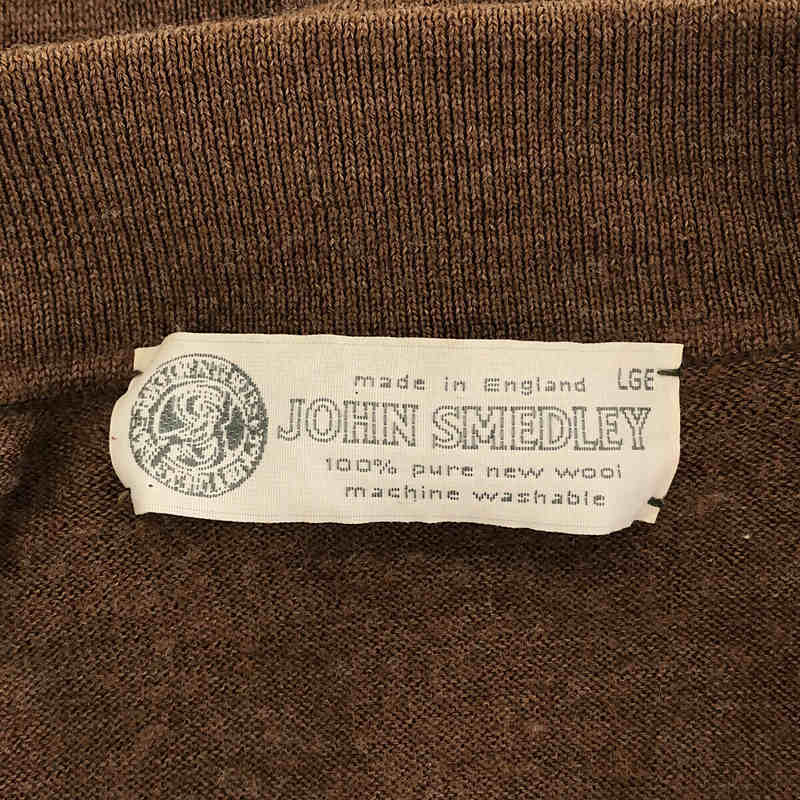 made in England LGE
JOHN SMEDLEY
100% pure new wool
machine washable